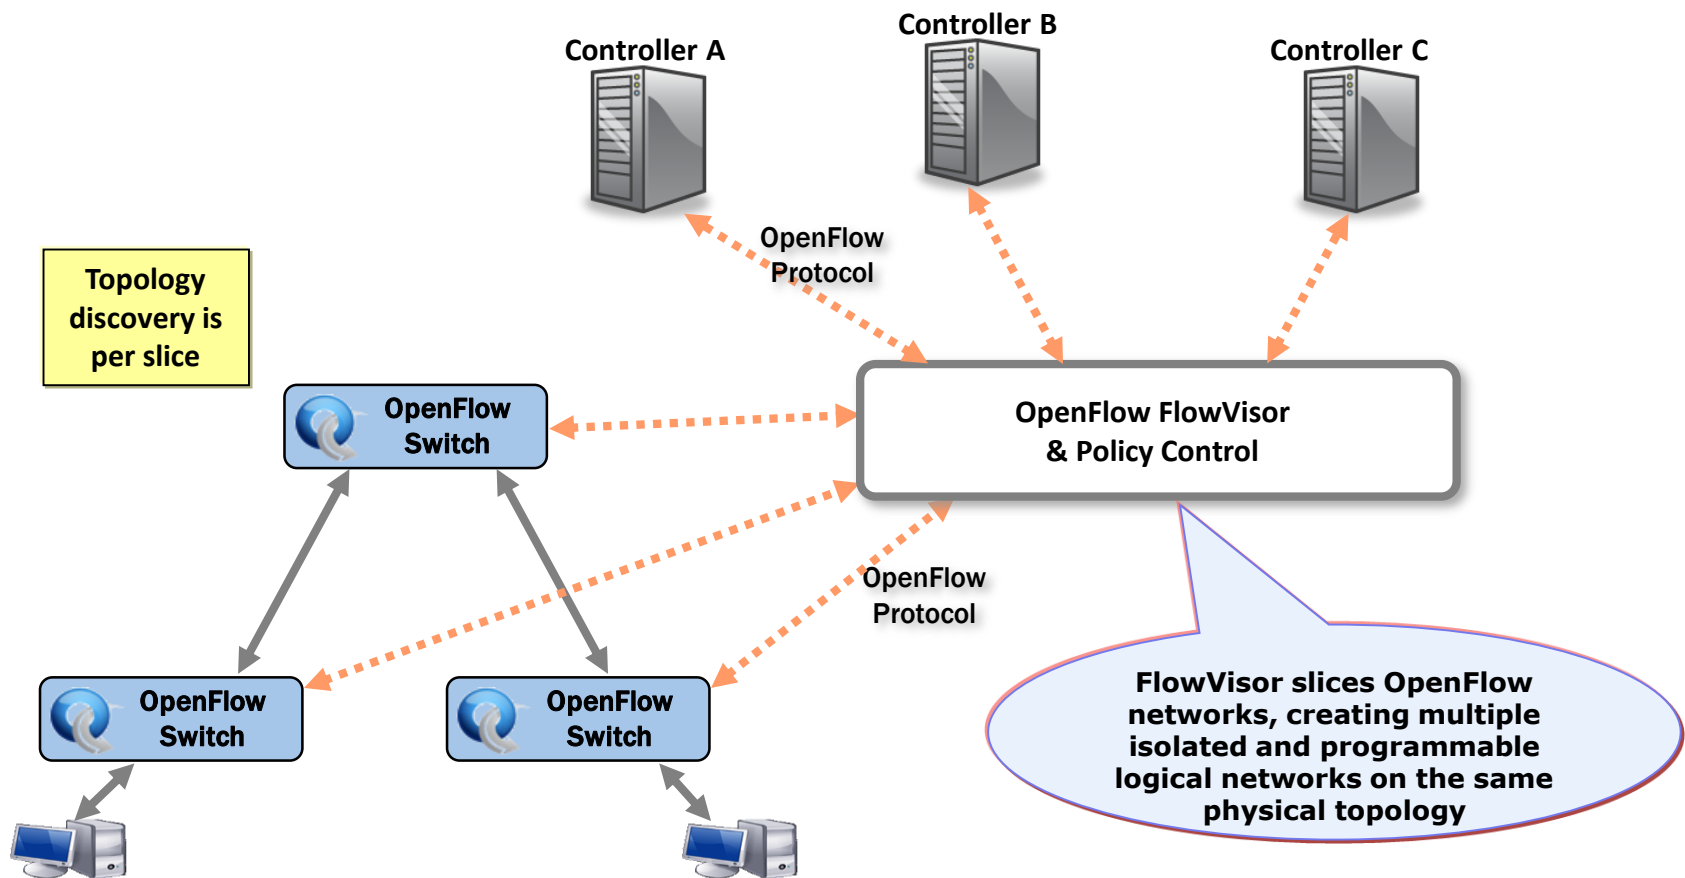 Controller A
Controller B
Controller C
OpenFlow
Protocol
Topology
discovery is
per slice
OpenFlow
Switch
OpenFlow FlowVisor
& Policy Control
OpenFlow
Protocol
OpenFlow
Switch
OpenFlow
Switch
FlowVisor slices OpenFlow
networks, creating multiple
isolated and programmable
logical networks on the same
physical topology